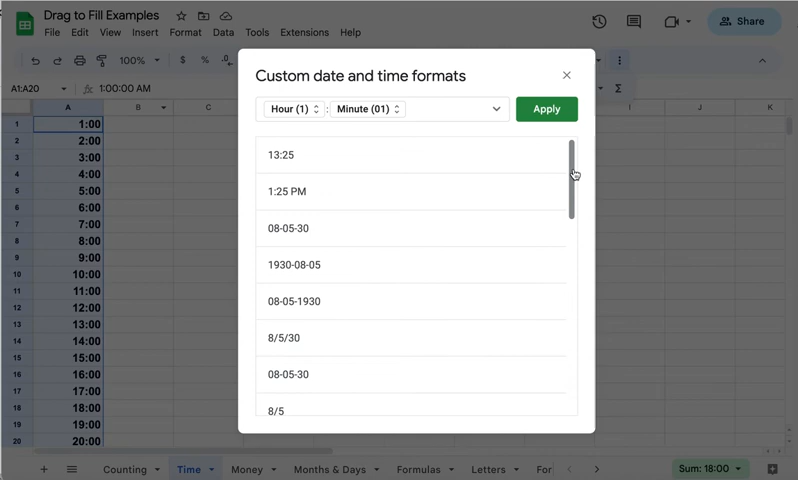 Drag to Fill Examples
File Edit View Insert Format Data Tools Extensions Help
Share
100% $ % .0
A1:A20 fx 1:00:00 AM Σ
A B C I J K
1 1:00
2 2:00
3 3:00
4 4:00
5 5:00
6 6:00
7 7:00
8 8:00
9 9:00
10 10:00
11 11:00
12 12:00
13 13:00
14 14:00
15 15:00
16 16:00
17 17:00
18 18:00
19 19:00
20 20:00
Custom date and time formats
Hour (1) : Minute (01)
Apply
13:25
1:25 PM
08-05-30
1930-08-05
08-05-1930
8/5/30
08-05-30
8/5
Counting Time Money Months & Days Formulas Letters For
Sum: 18:00